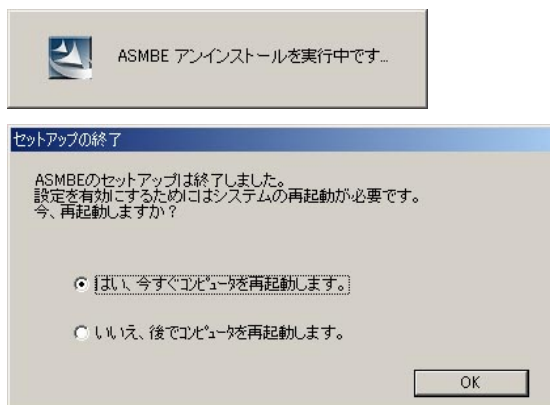 ASMBE アンインストールを実行中です...
セットアップの終了
ASMBEのセットアップは終了しました。
設定を有効にするためにはシステムの再起動が必要です。
今、再起動しますか？
はい、今すぐｺﾝﾋﾟｭｰﾀを再起動します。
いいえ、後でｺﾝﾋﾟｭｰﾀを再起動します。
OK